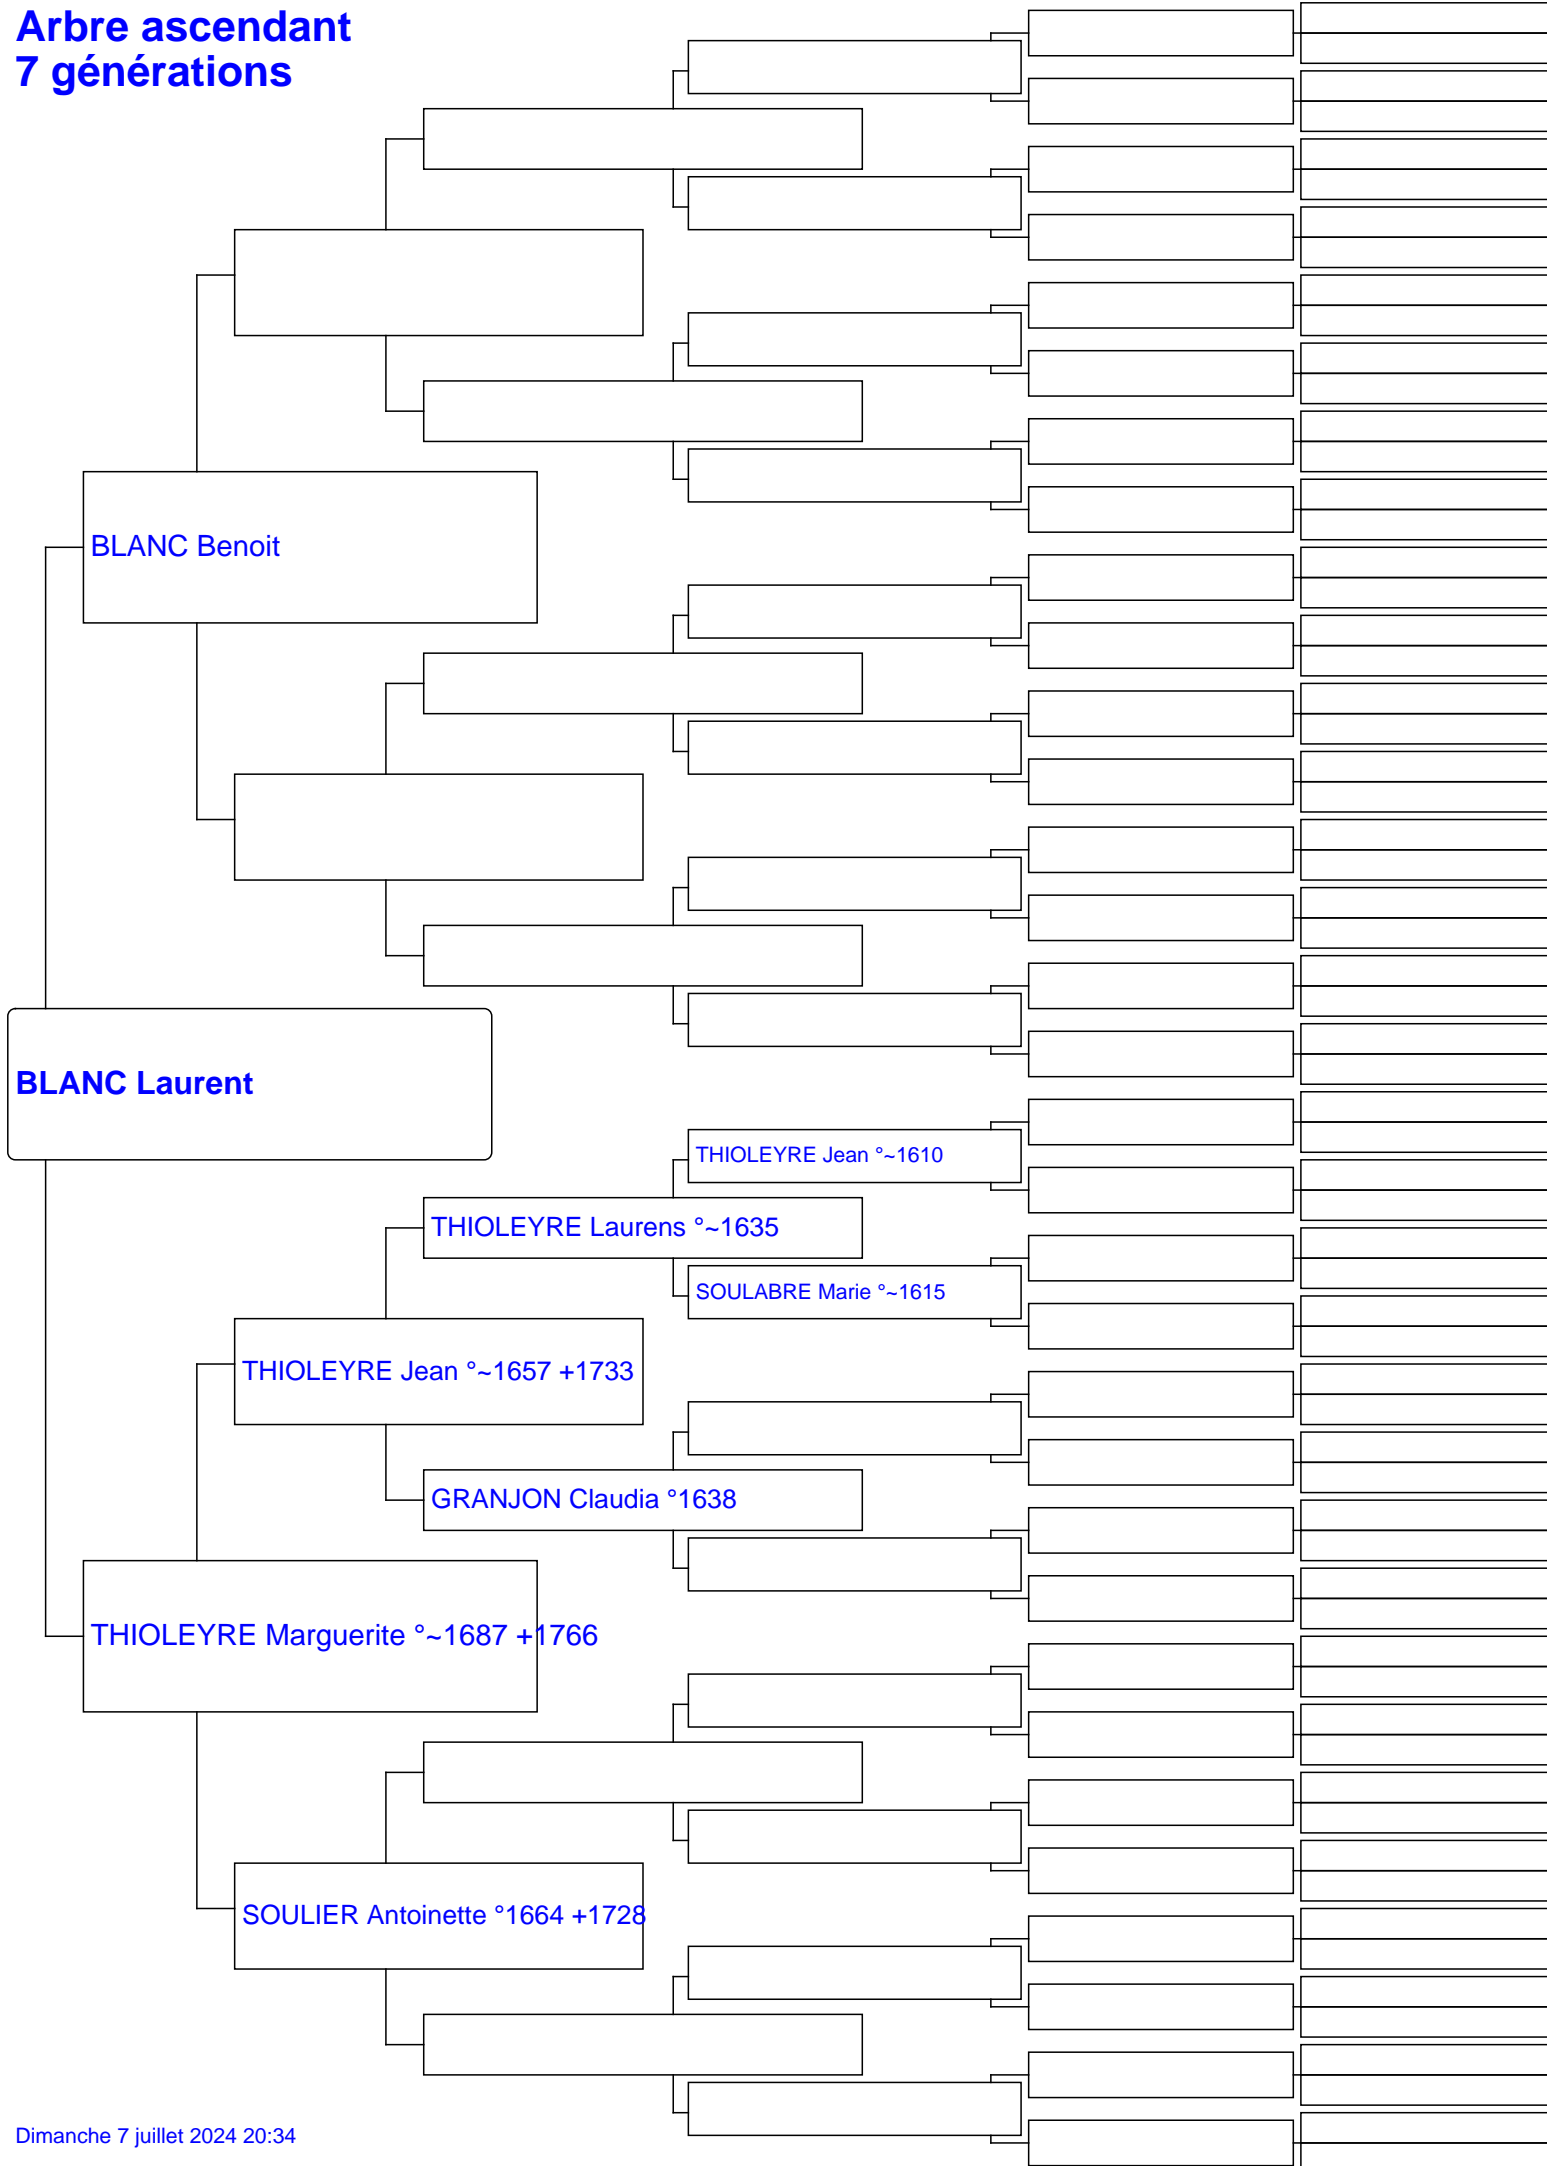 Arbre ascendant
7 générations
BLANC Benoit
BLANC Laurent
THIOLEYRE Jean °~1610
THIOLEYRE Laurens °~1635
SOULABRE Marie °~1615
THIOLEYRE Jean °~1657 +1733
GRANJON Claudia °1638
THIOLEYRE Marguerite °~1687 +1766
SOULIER Antoinette °1664 +1728
Dimanche 7 juillet 2024 20:34